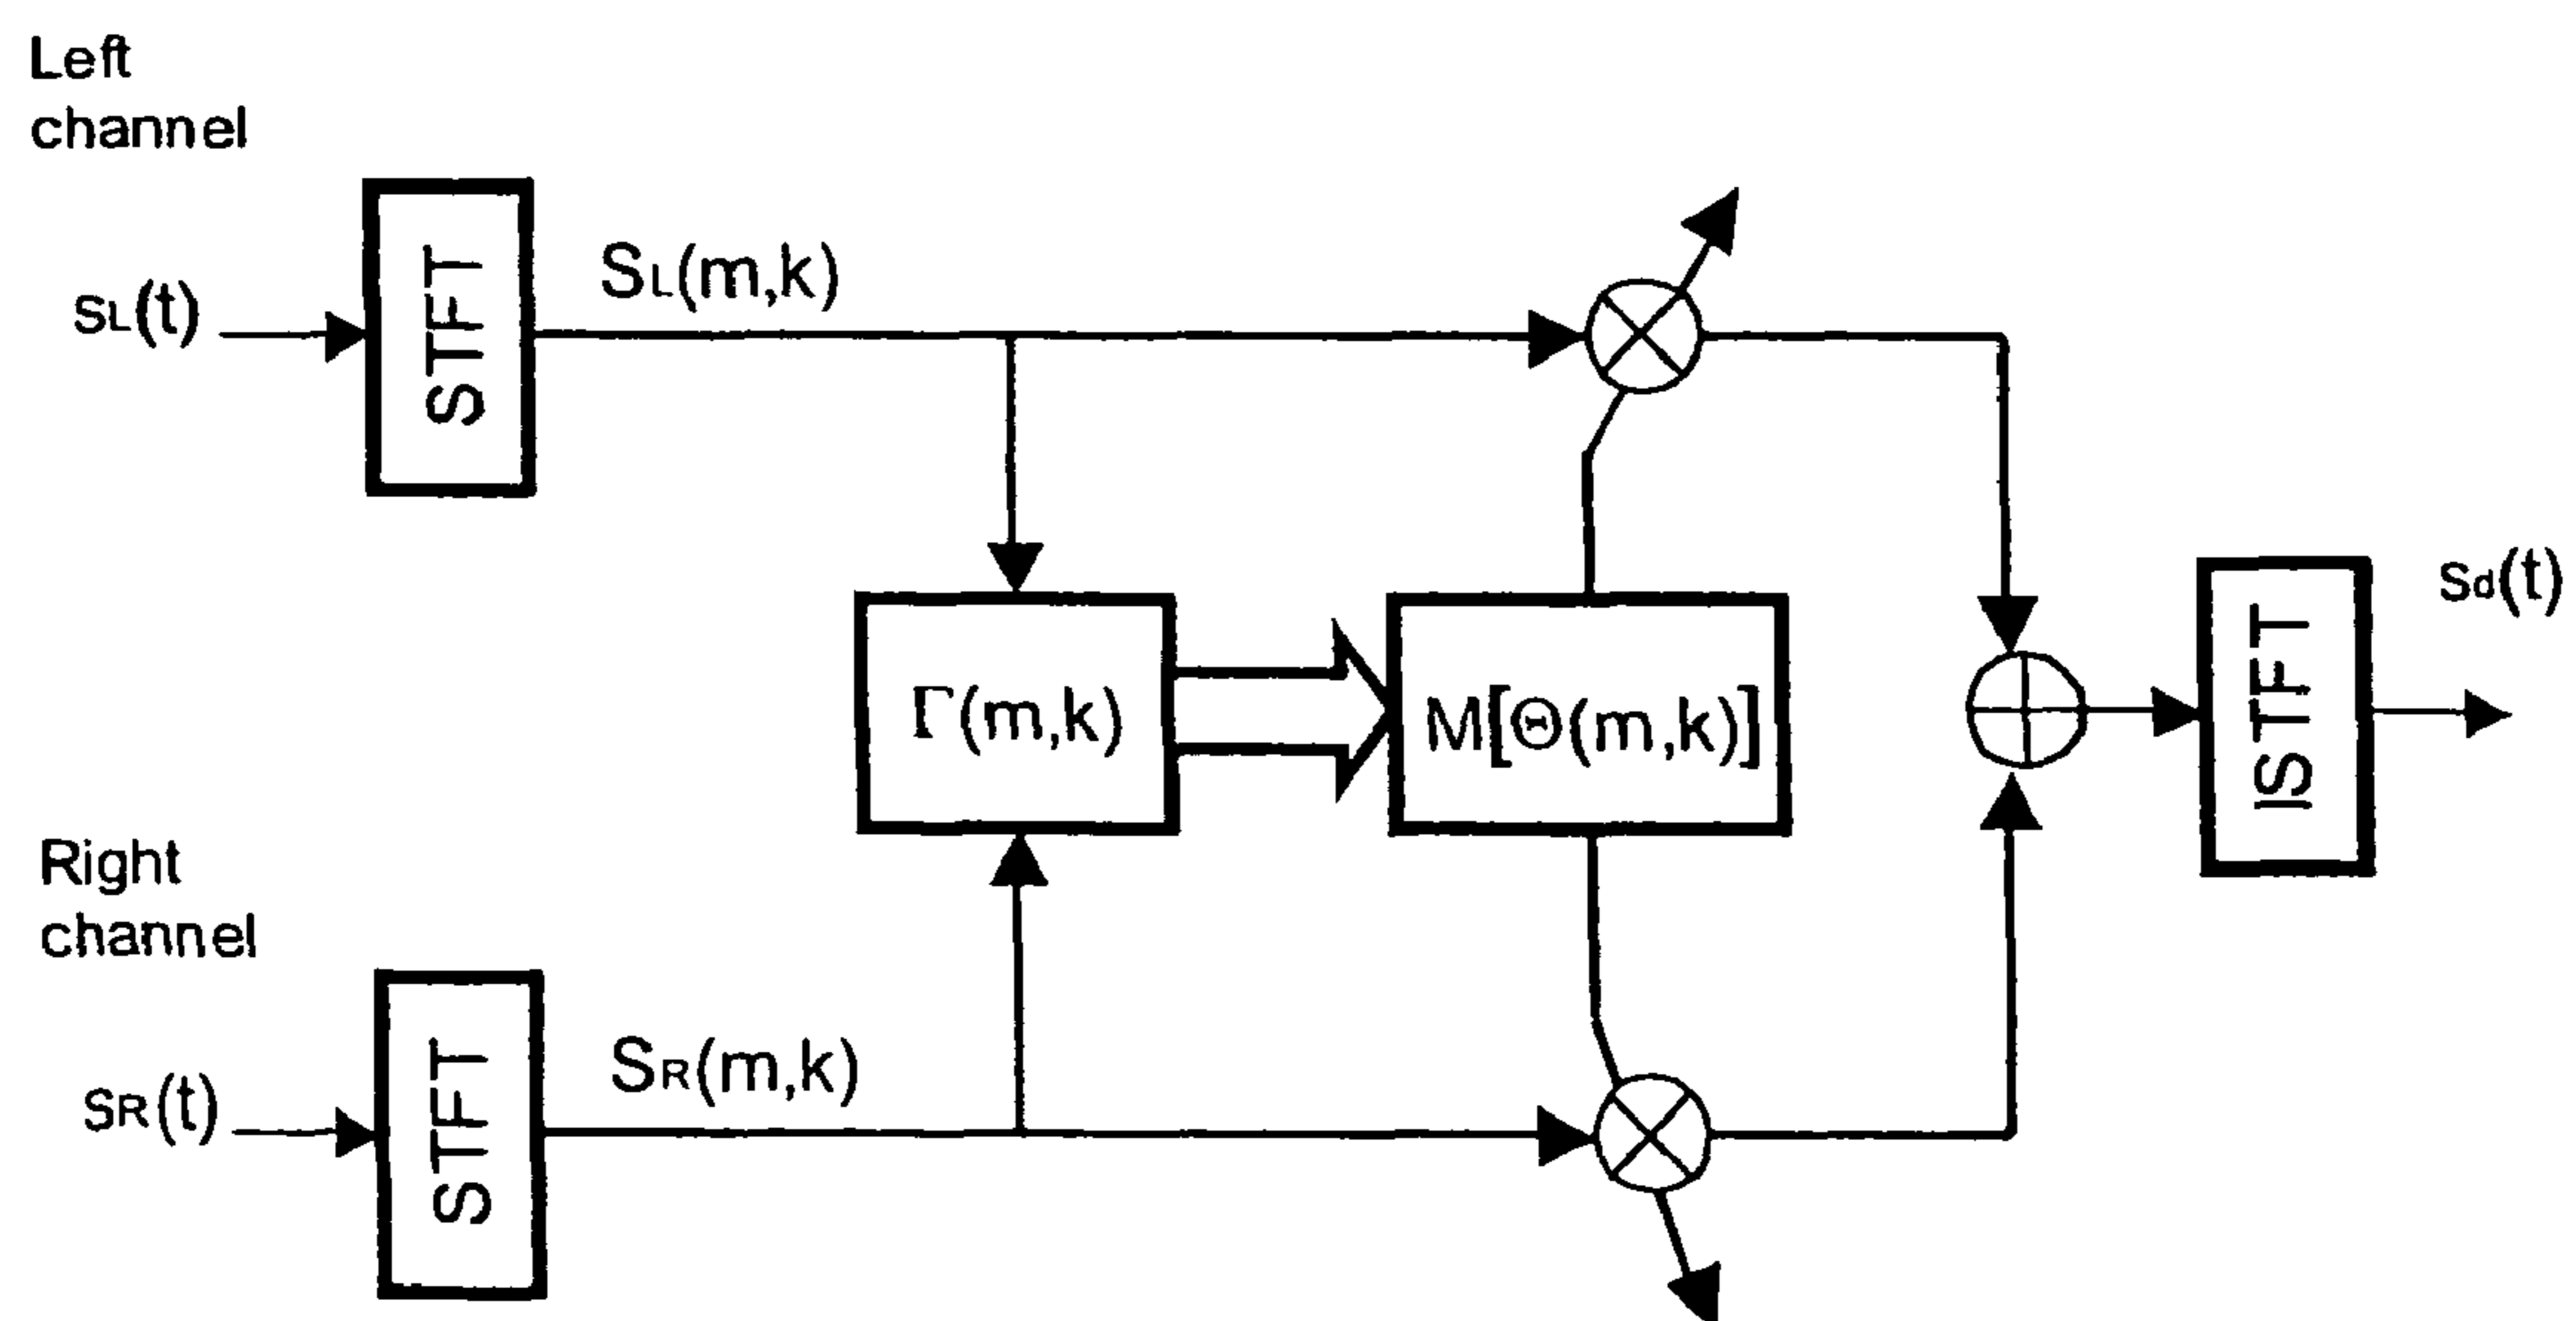 Left
channel
sL(t)
STFT
SL(m,k)
Γ(m,k)
M[Θ(m,k)]
ISTFT
sd(t)
Right
channel
sR(t)
STFT
SR(m,k)